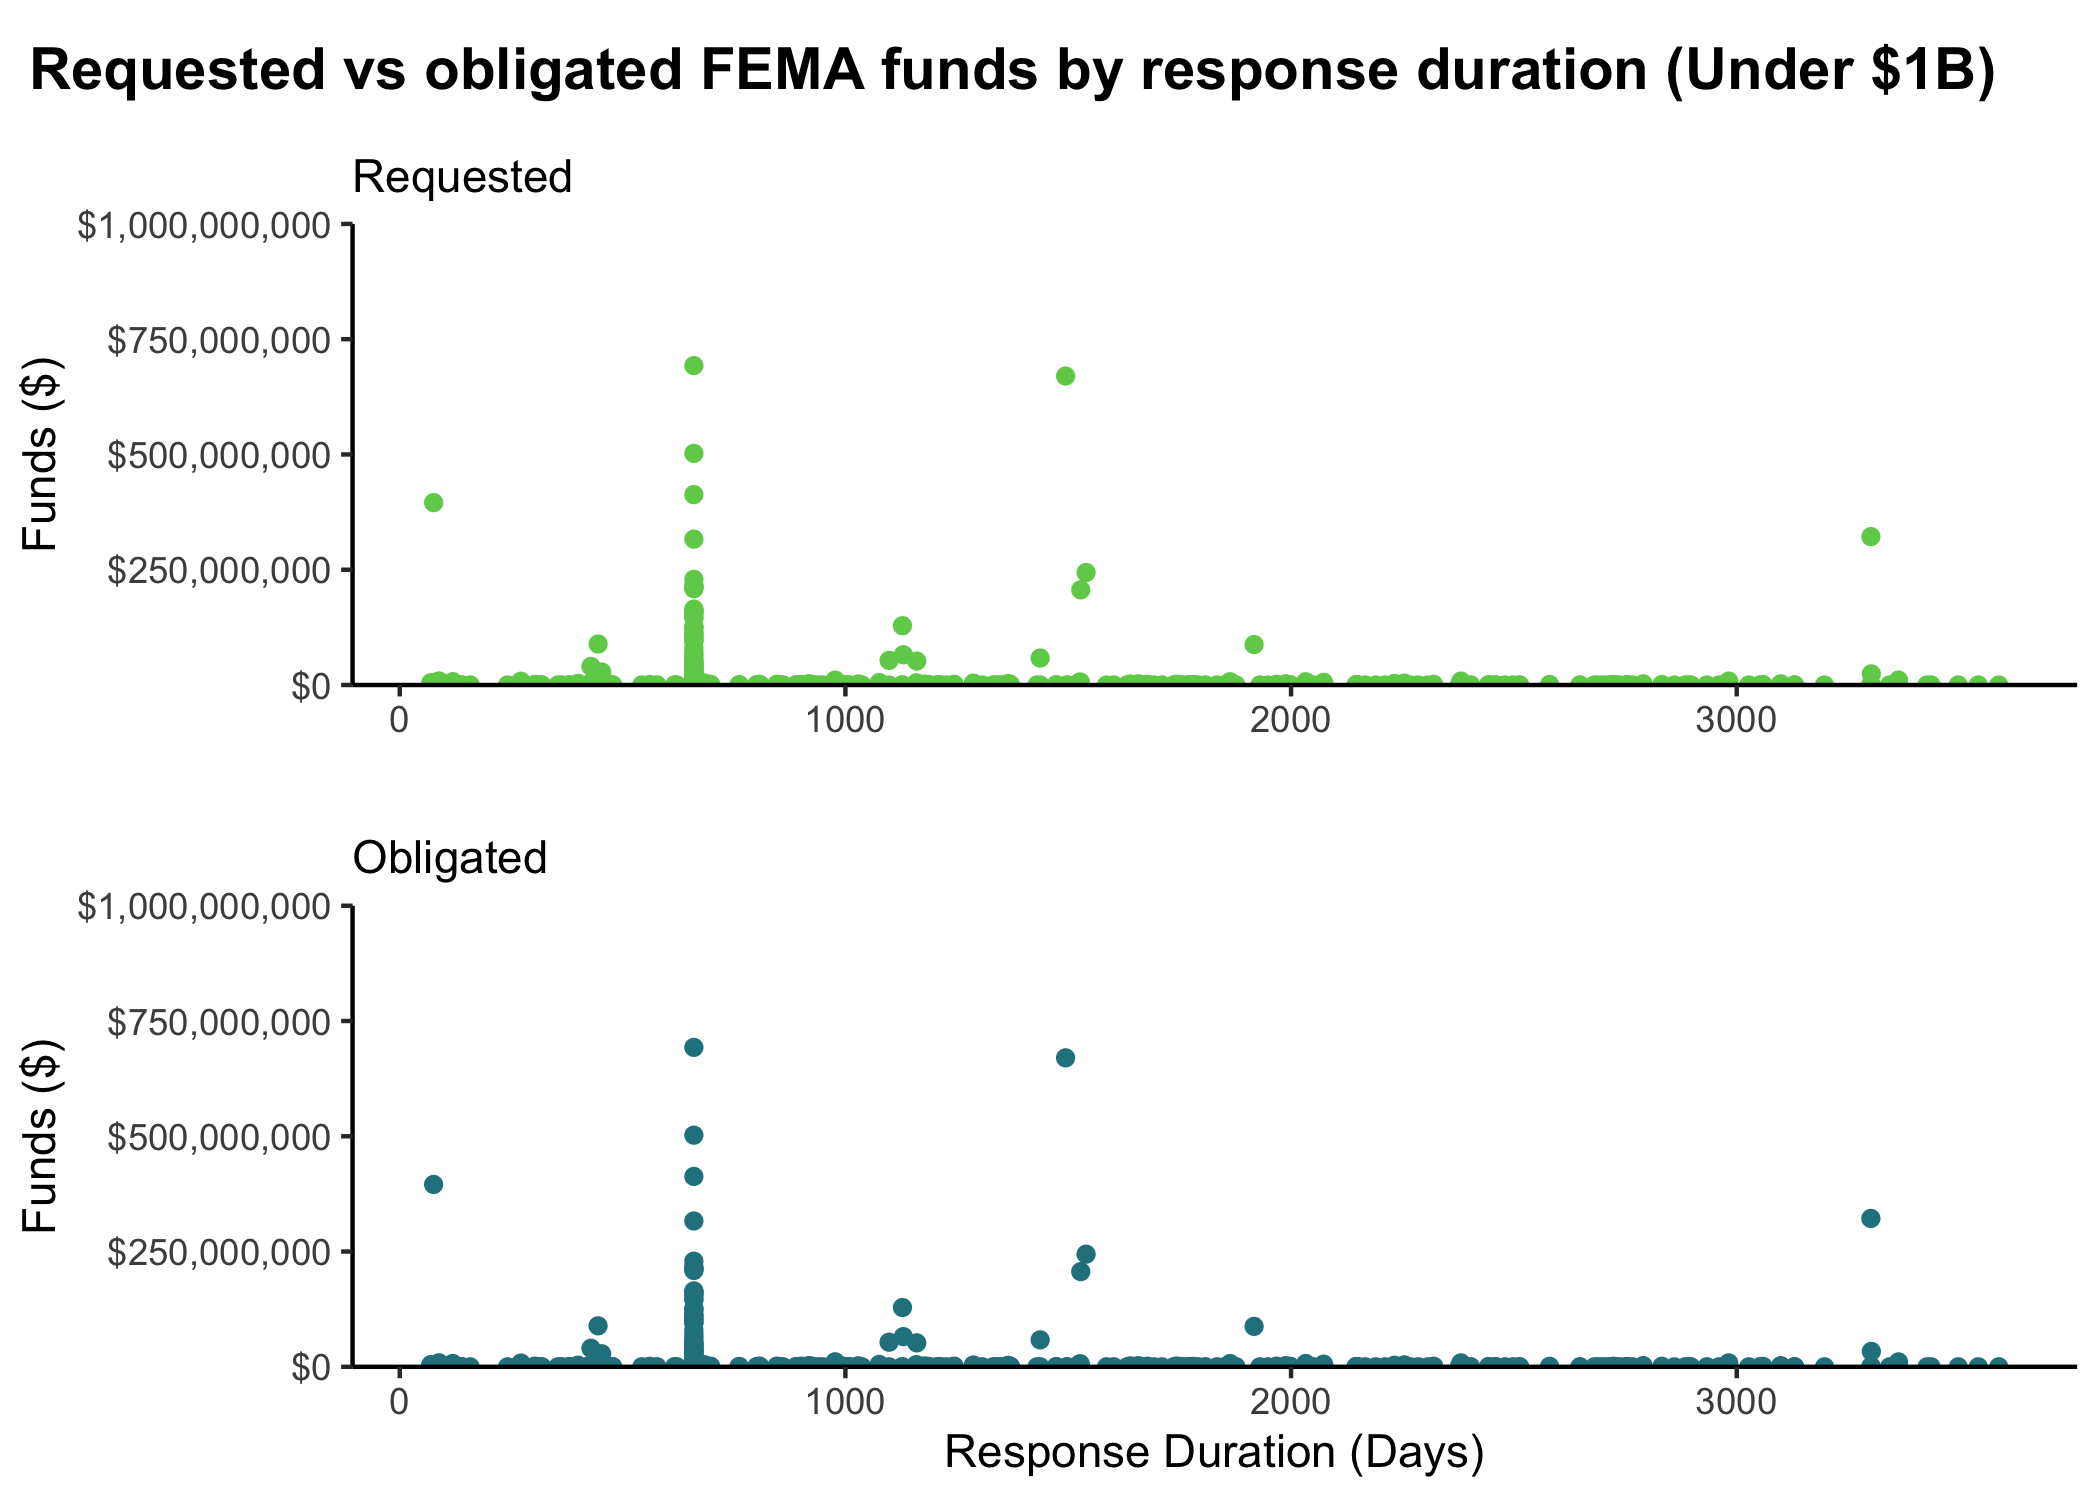 Requested vs obligated FEMA funds by response duration (Under $1B)
Requested
$1,000,000,000
$750,000,000
$500,000,000
$250,000,000
$0
Funds ($)
0 1000 2000 3000
Obligated
$1,000,000,000
$750,000,000
$500,000,000
$250,000,000
$0
Funds ($)
0 1000 2000 3000
Response Duration (Days)